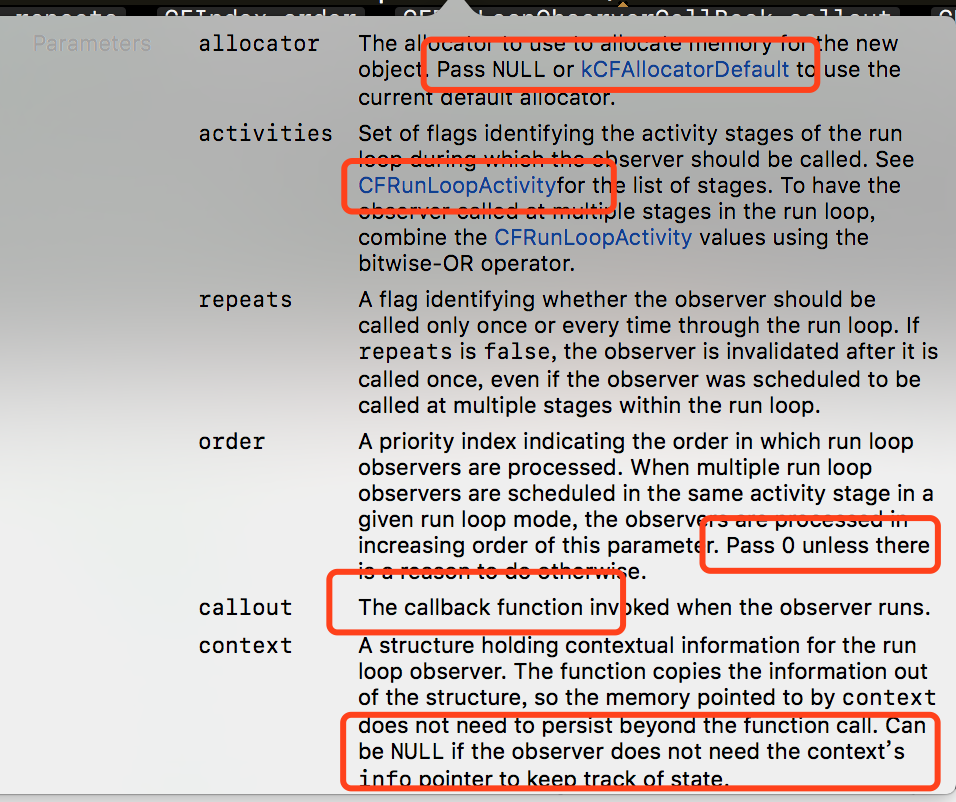 repeats CFIndex order
Parameters allocator The allocator to use to allocate memory for the new
object. Pass NULL or kCFAllocatorDefault to use the
current default allocator.
activities Set of flags identifying the activity stages of the run
loop during which the observer should be called. See
CFRunLoopActivityfor the list of stages. To have the
observer called at multiple stages in the run loop,
combine the CFRunLoopActivity values using the
bitwise-OR operator.
repeats A flag identifying whether the observer should be
called only once or every time through the run loop. If
repeats is false, the observer is invalidated after it is
called once, even if the observer was scheduled to be
called at multiple stages within the run loop.
order A priority index indicating the order in which run loop
observers are processed. When multiple run loop
observers are scheduled in the same activity stage in a
given run loop mode, the observers are processed in
increasing order of this parameter. Pass 0 unless there
is a reason to do otherwise.
callout The callback function invoked when the observer runs.
context A structure holding contextual information for the run
loop observer. The function copies the information out
of the structure, so the memory pointed to by context
does not need to persist beyond the function call. Can
be NULL if the observer does not need the context’s
info pointer to keep track of state.